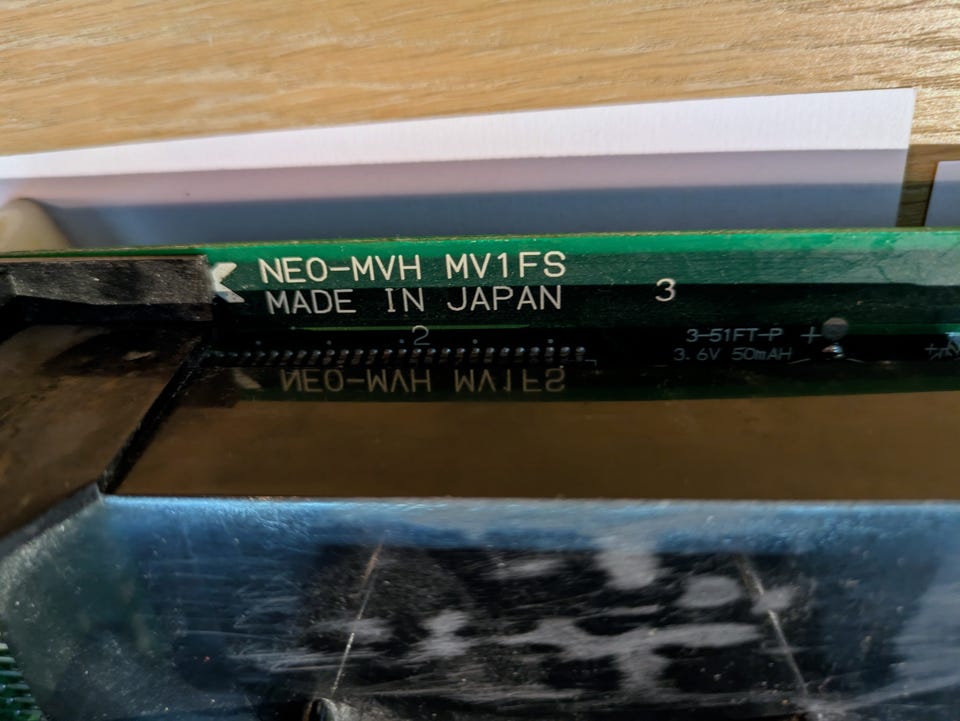 NEO-MVH MV1FS
MADE IN JAPAN
3
2
3-51FT-P +
3.6V 50mAH
NEO-MVH MV1FS